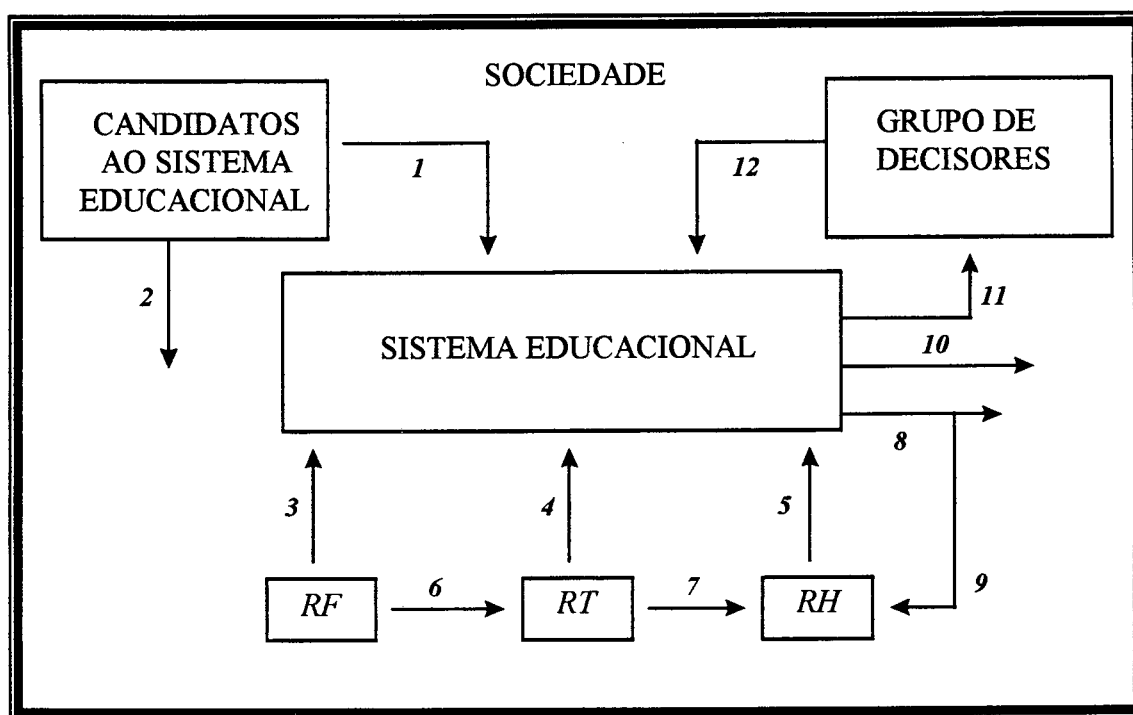 SOCIEDADE
CANDIDATOS
AO SISTEMA
EDUCACIONAL
GRUPO DE
DECISORES
1
12
2
11
SISTEMA EDUCACIONAL
10
8
3
4
5
6
7
9
RF
RT
RH